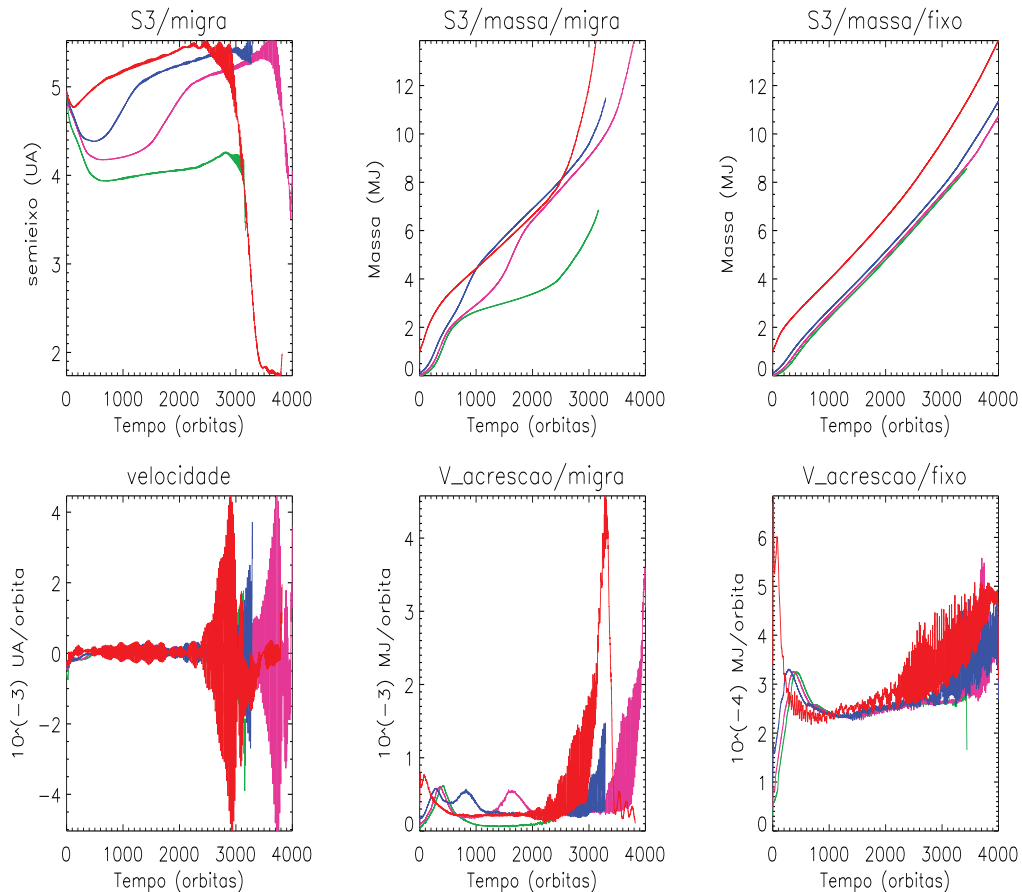 S3/migra
S3/massa/migra
S3/massa/fixo
semieixo (UA)
5
4
3
2
0 1000 2000 3000 4000
Tempo (orbitas)
Massa (MJ)
12
10
8
6
4
2
0
0 1000 2000 3000 4000
Tempo (orbitas)
Massa (MJ)
12
10
8
6
4
2
0
0 1000 2000 3000 4000
Tempo (orbitas)
velocidade
V_acrescao/migra
V_acrescao/fixo
10^(-3) UA/orbita
4
2
0
-2
-4
0 1000 2000 3000 4000
Tempo (orbitas)
10^(-3) MJ/orbita
4
3
2
1
0
0 1000 2000 3000 4000
Tempo (orbitas)
10^(-4) MJ/orbita
6
5
4
3
2
1
0
0 1000 2000 3000 4000
Tempo (orbitas)